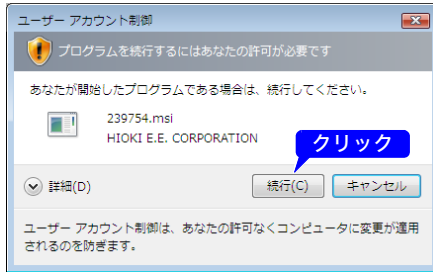 ユーザー アカウント制御
プログラムを続行するにはあなたの許可が必要です
あなたが開始したプログラムである場合は、続行してください。
239754.msi
HIOKI E.E. CORPORATION
クリック
詳細(D)
続行(C)
キャンセル
ユーザー アカウント制御は、あなたの許可なくコンピュータに変更が適用
されるのを防ぎます。